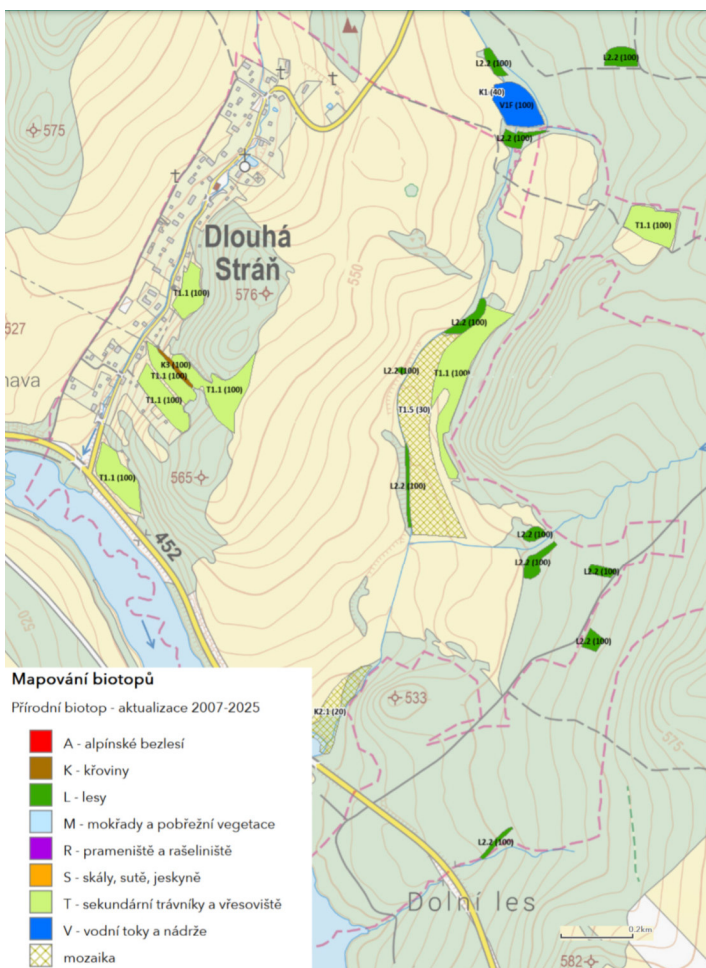 L2.2 (100)
L2.2 (100)
K1 (40)
V1F (100)
L2.2 (100)
575
T1.1 (100)
Dlouhá
Stráň
550
576
T1.1 (100)
527
L2.2 (100)
K3 (100)
T1.1 (100)
T1.1 (100)
T1.1 (100)
L2.2 (100)
T1.1 (100)
nava
T1.5 (30)
T1.1 (100)
565
L2.2 (100)
452
L2.2 (100)
L2.2 (100)
L2.2 (100)
520
L2.2 (100)
Mapování biotopů
Přírodní biotop - aktualizace 2007-2025
A - alpínské bezlesí
K - křoviny
L - lesy
M - mokřady a pobřežní vegetace
R - prameniště a rašeliniště
S - skály, sutě, jeskyně
T - sekundární trávníky a vřesoviště
V - vodní toky a nádrže
mozaika
533
K2.1 (20)
575
L2.2 (100)
Dolní les
0.2km
582